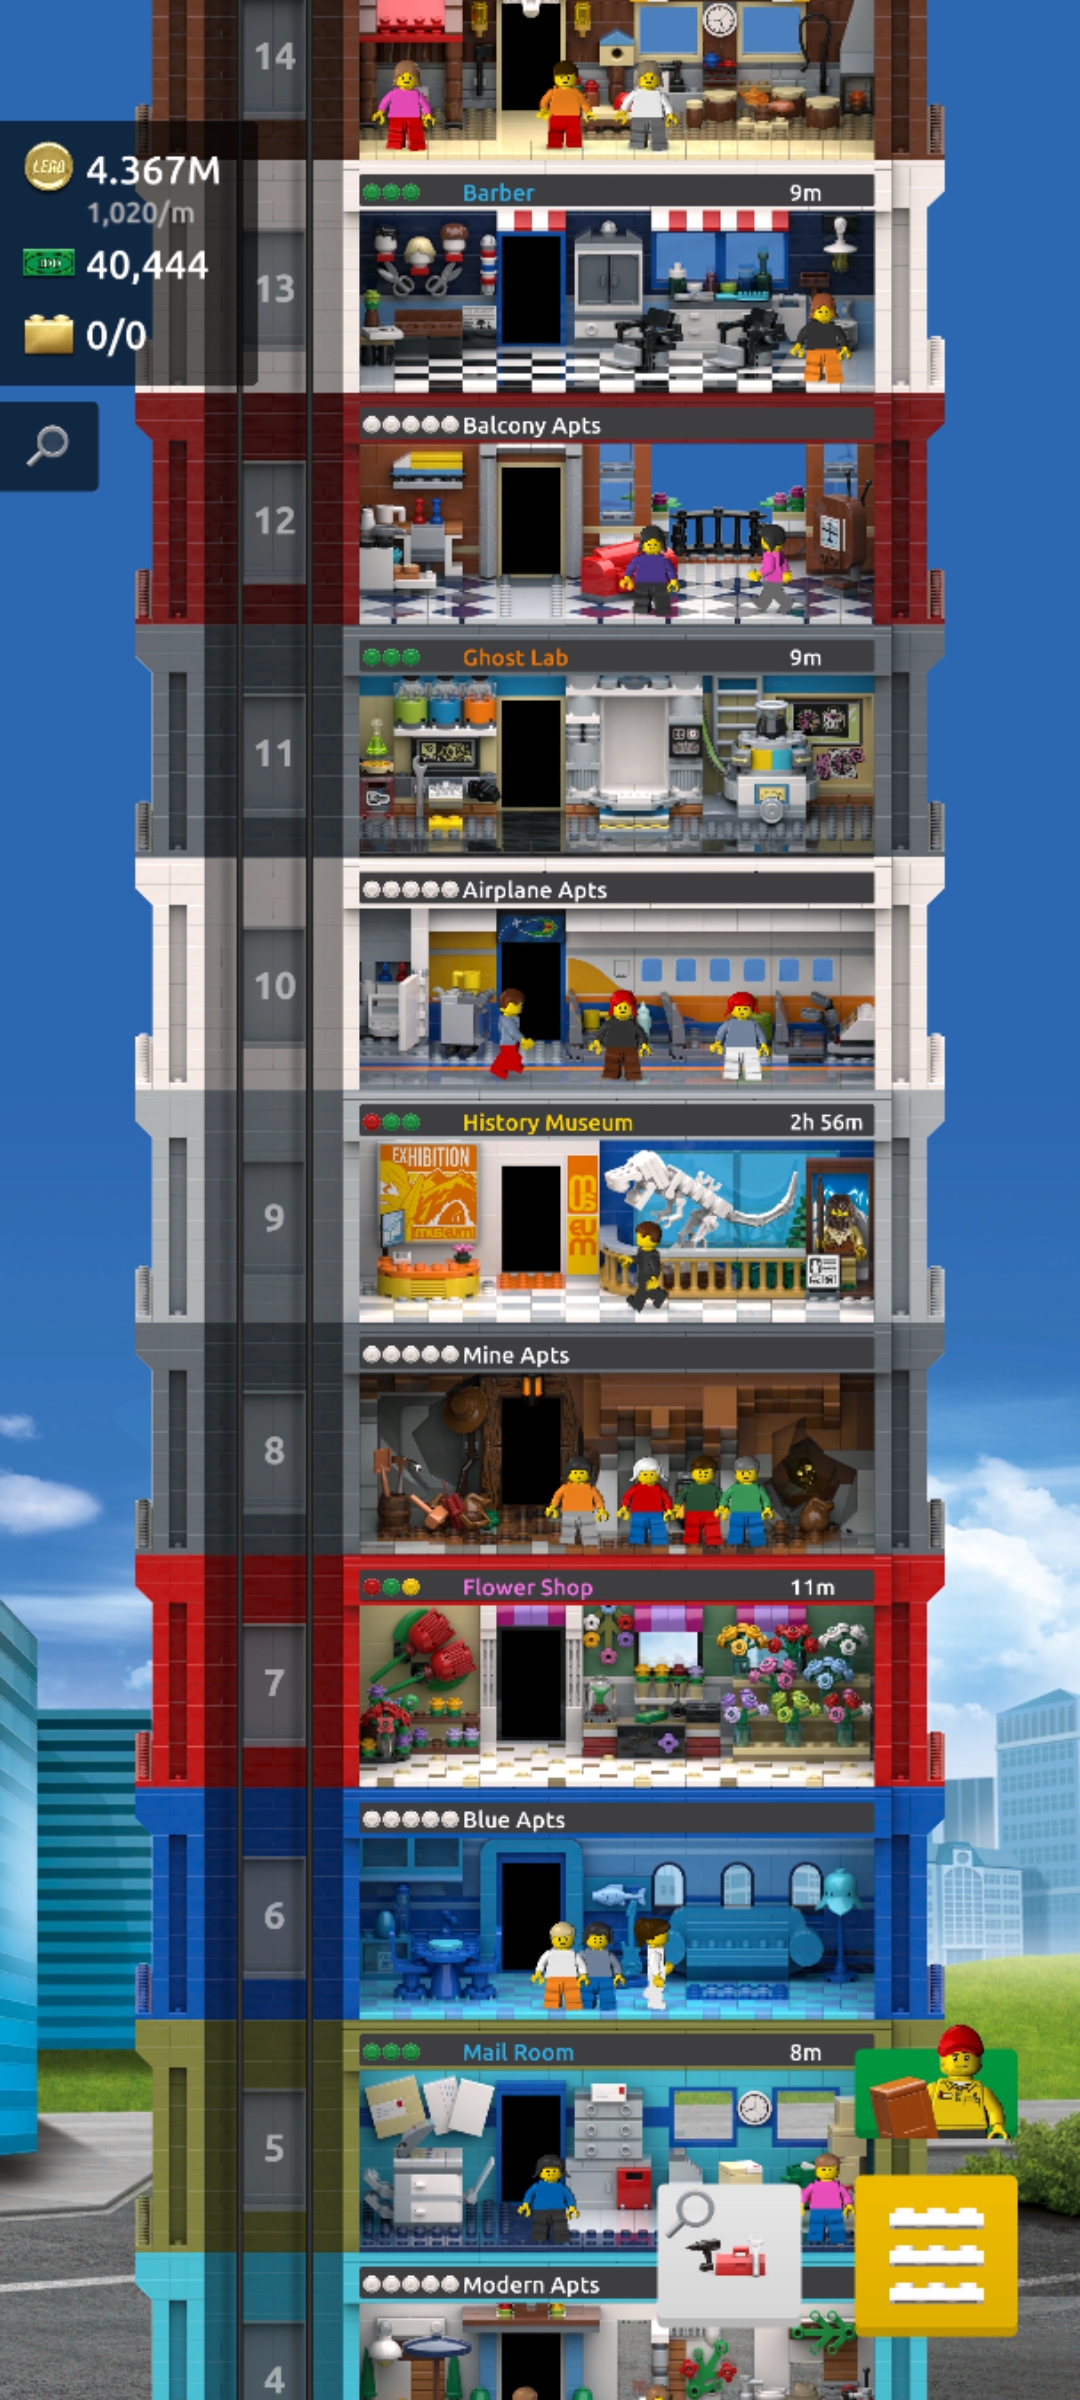 14
LEGO
4.367M
1,020/m
40,444
0/0
Barber 9m
13
Balcony Apts
12
Ghost Lab 9m
11
Airplane Apts
10
History Museum 2h 56m
EXHIBITION
museum!
9
Mine Apts
8
Flower Shop 11m
7
Blue Apts
6
Mail Room 8m
5
Modern Apts
4